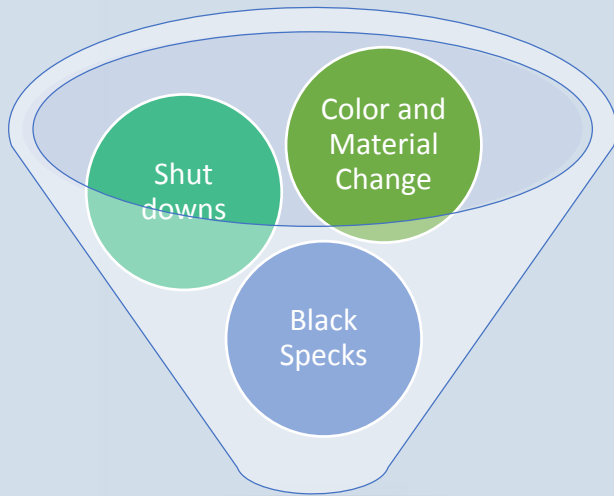 Color and
Material
Change
Shut
downs
Black
Specks